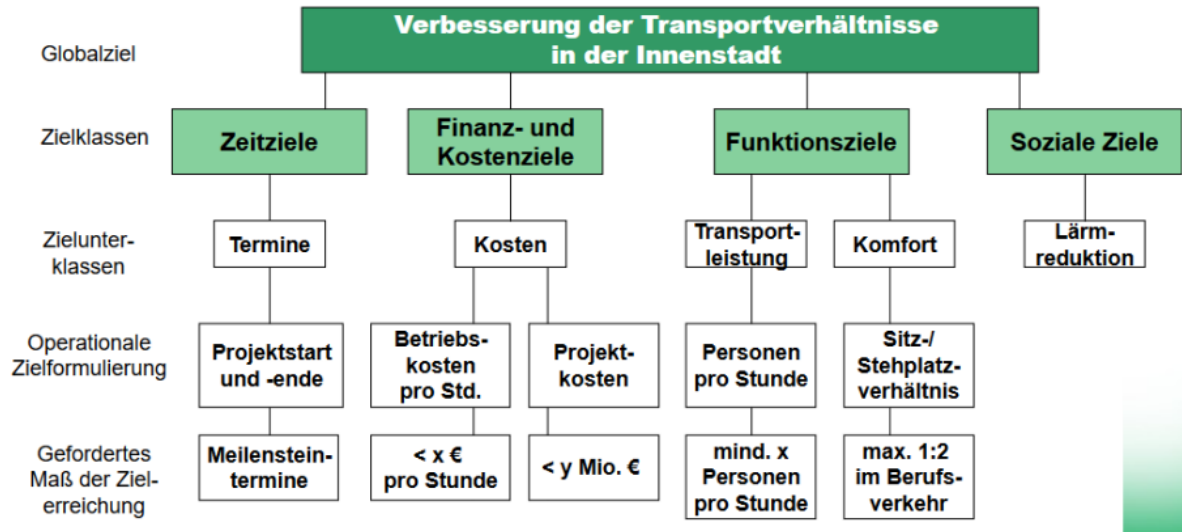 Globalziel
Verbesserung der Transportverhältnisse
in der Innenstadt
Zielklassen
Zeitziele
Finanz- und
Kostenziele
Funktionsziele
Soziale Ziele
Zielunter-
klassen
Termine
Kosten
Transport-
leistung
Komfort
Lärm-
reduktion
Operationale
Zielformulierung
Projektstart
und -ende
Betriebs-
kosten
pro Std.
Projekt-
kosten
Personen
pro Stunde
Sitz-/
Stehplatz-
verhältnis
Gefordertes
Maß der Ziel-
erreichung
Meilenstein-
termine
< x €
pro Stunde
< y Mio. €
mind. x
Personen
pro Stunde
max. 1:2
im Berufs-
verkehr